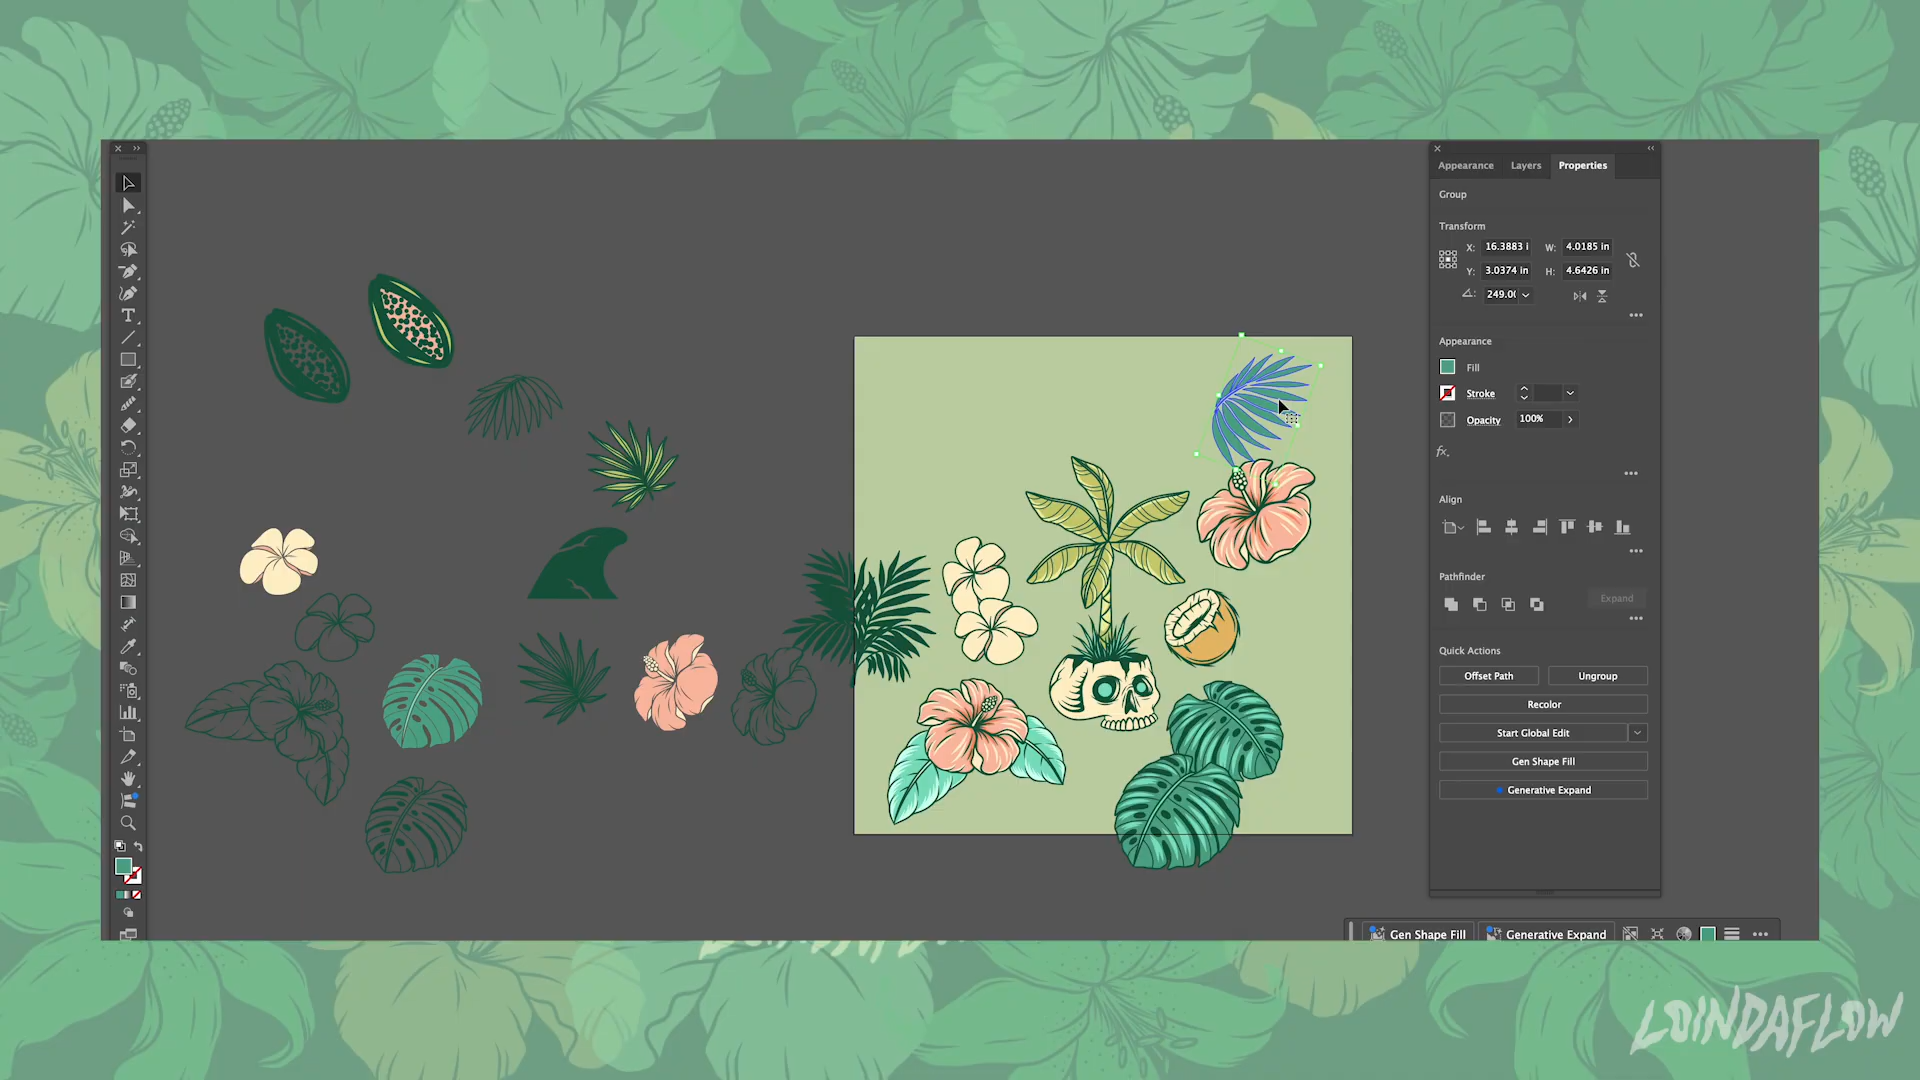 Appearance Layers Properties
Group
Transform
X: 16.3883 i W: 4.0185 in
Y: 3.0374 in H: 4.6426 in
249.0(
Appearance
Fill
Stroke
Opacity 100%
fx.
Align
Pathfinder
Expand
Quick Actions
Offset Path Ungroup
Recolor
Start Global Edit
Gen Shape Fill
Generative Expand
Gen Shape Fill Generative Expand
LOINDAFLOW